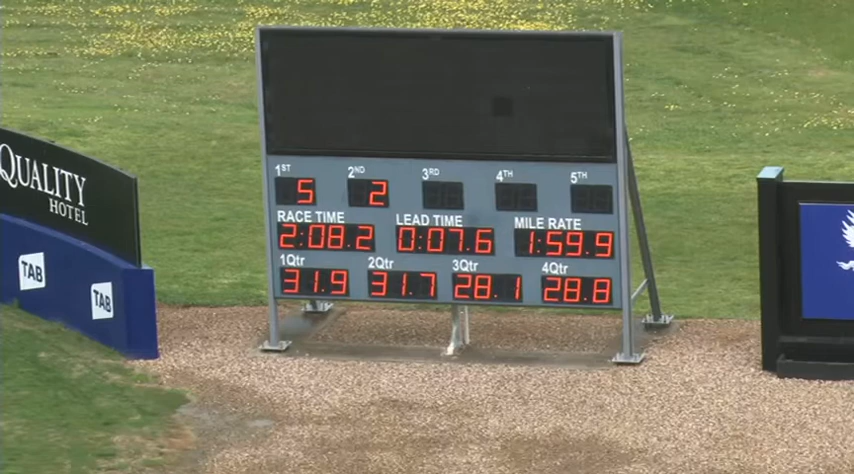 QUALITY
HOTEL
TAB
TAB
1ST 2ND 3RD 4TH 5TH
5 2
RACE TIME LEAD TIME MILE RATE
2:08.2 0:07.6 1:59.9
1Qtr 2Qtr 3Qtr 4Qtr
31.9 31.7 28.1 28.8